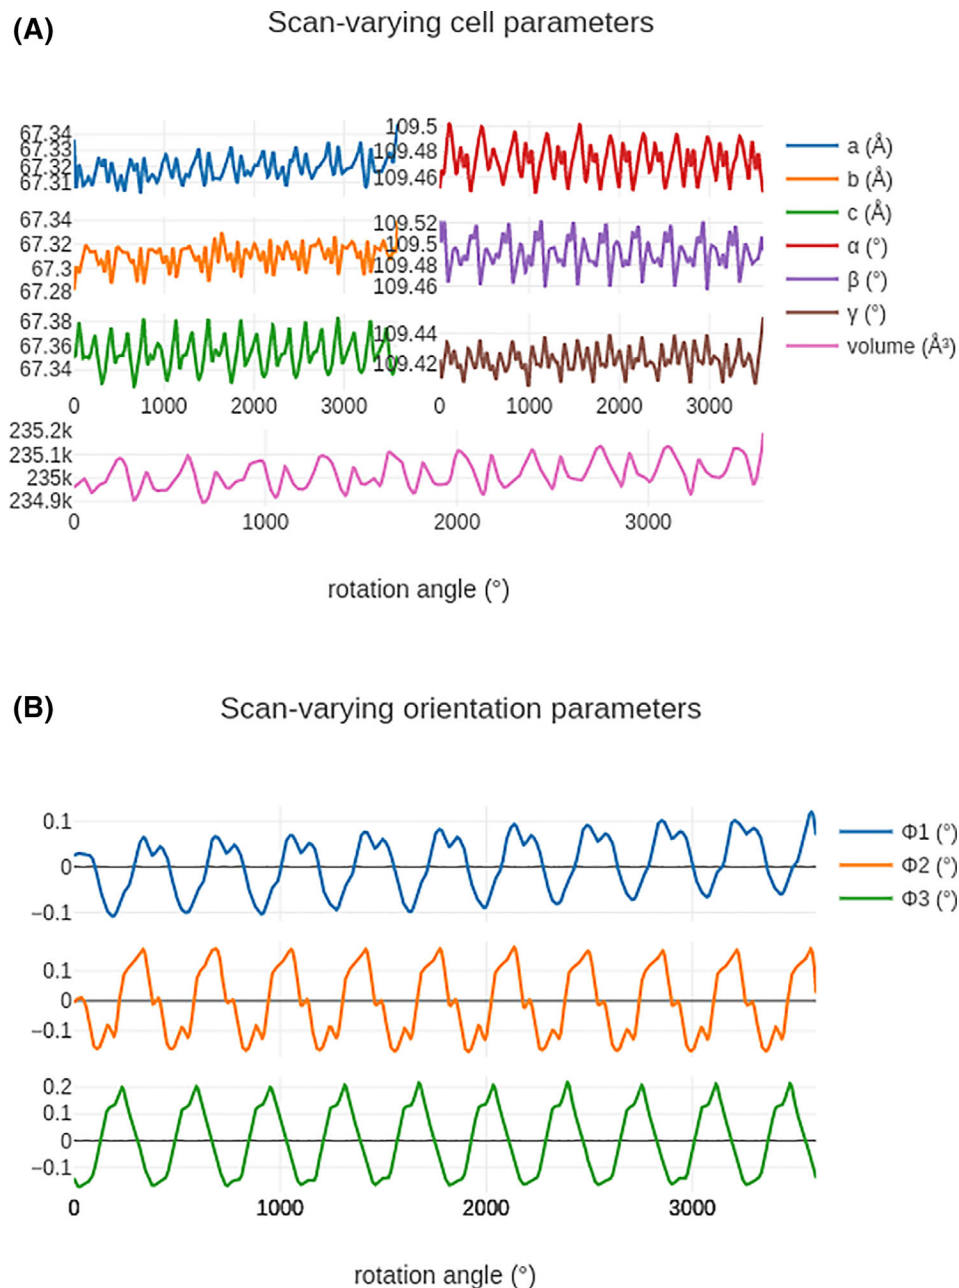 (A)
Scan-varying cell parameters
67.34
67.33
67.32
67.31
109.5
109.48
109.46
67.34
67.32
67.3
67.28
109.52
109.5
109.48
109.46
67.38
67.36
67.34
109.44
109.42
0 1000 2000 3000
0 1000 2000 3000
235.2k
235.1k
235k
234.9k
0 1000 2000 3000
rotation angle (°)
a (Å)
b (Å)
c (Å)
α (°)
β (°)
γ (°)
volume (Å³)
(B)
Scan-varying orientation parameters
0.1
0
−0.1
0.1
0
−0.1
0.2
0.1
0
−0.1
0 1000 2000 3000
rotation angle (°)
Φ1 (°)
Φ2 (°)
Φ3 (°)